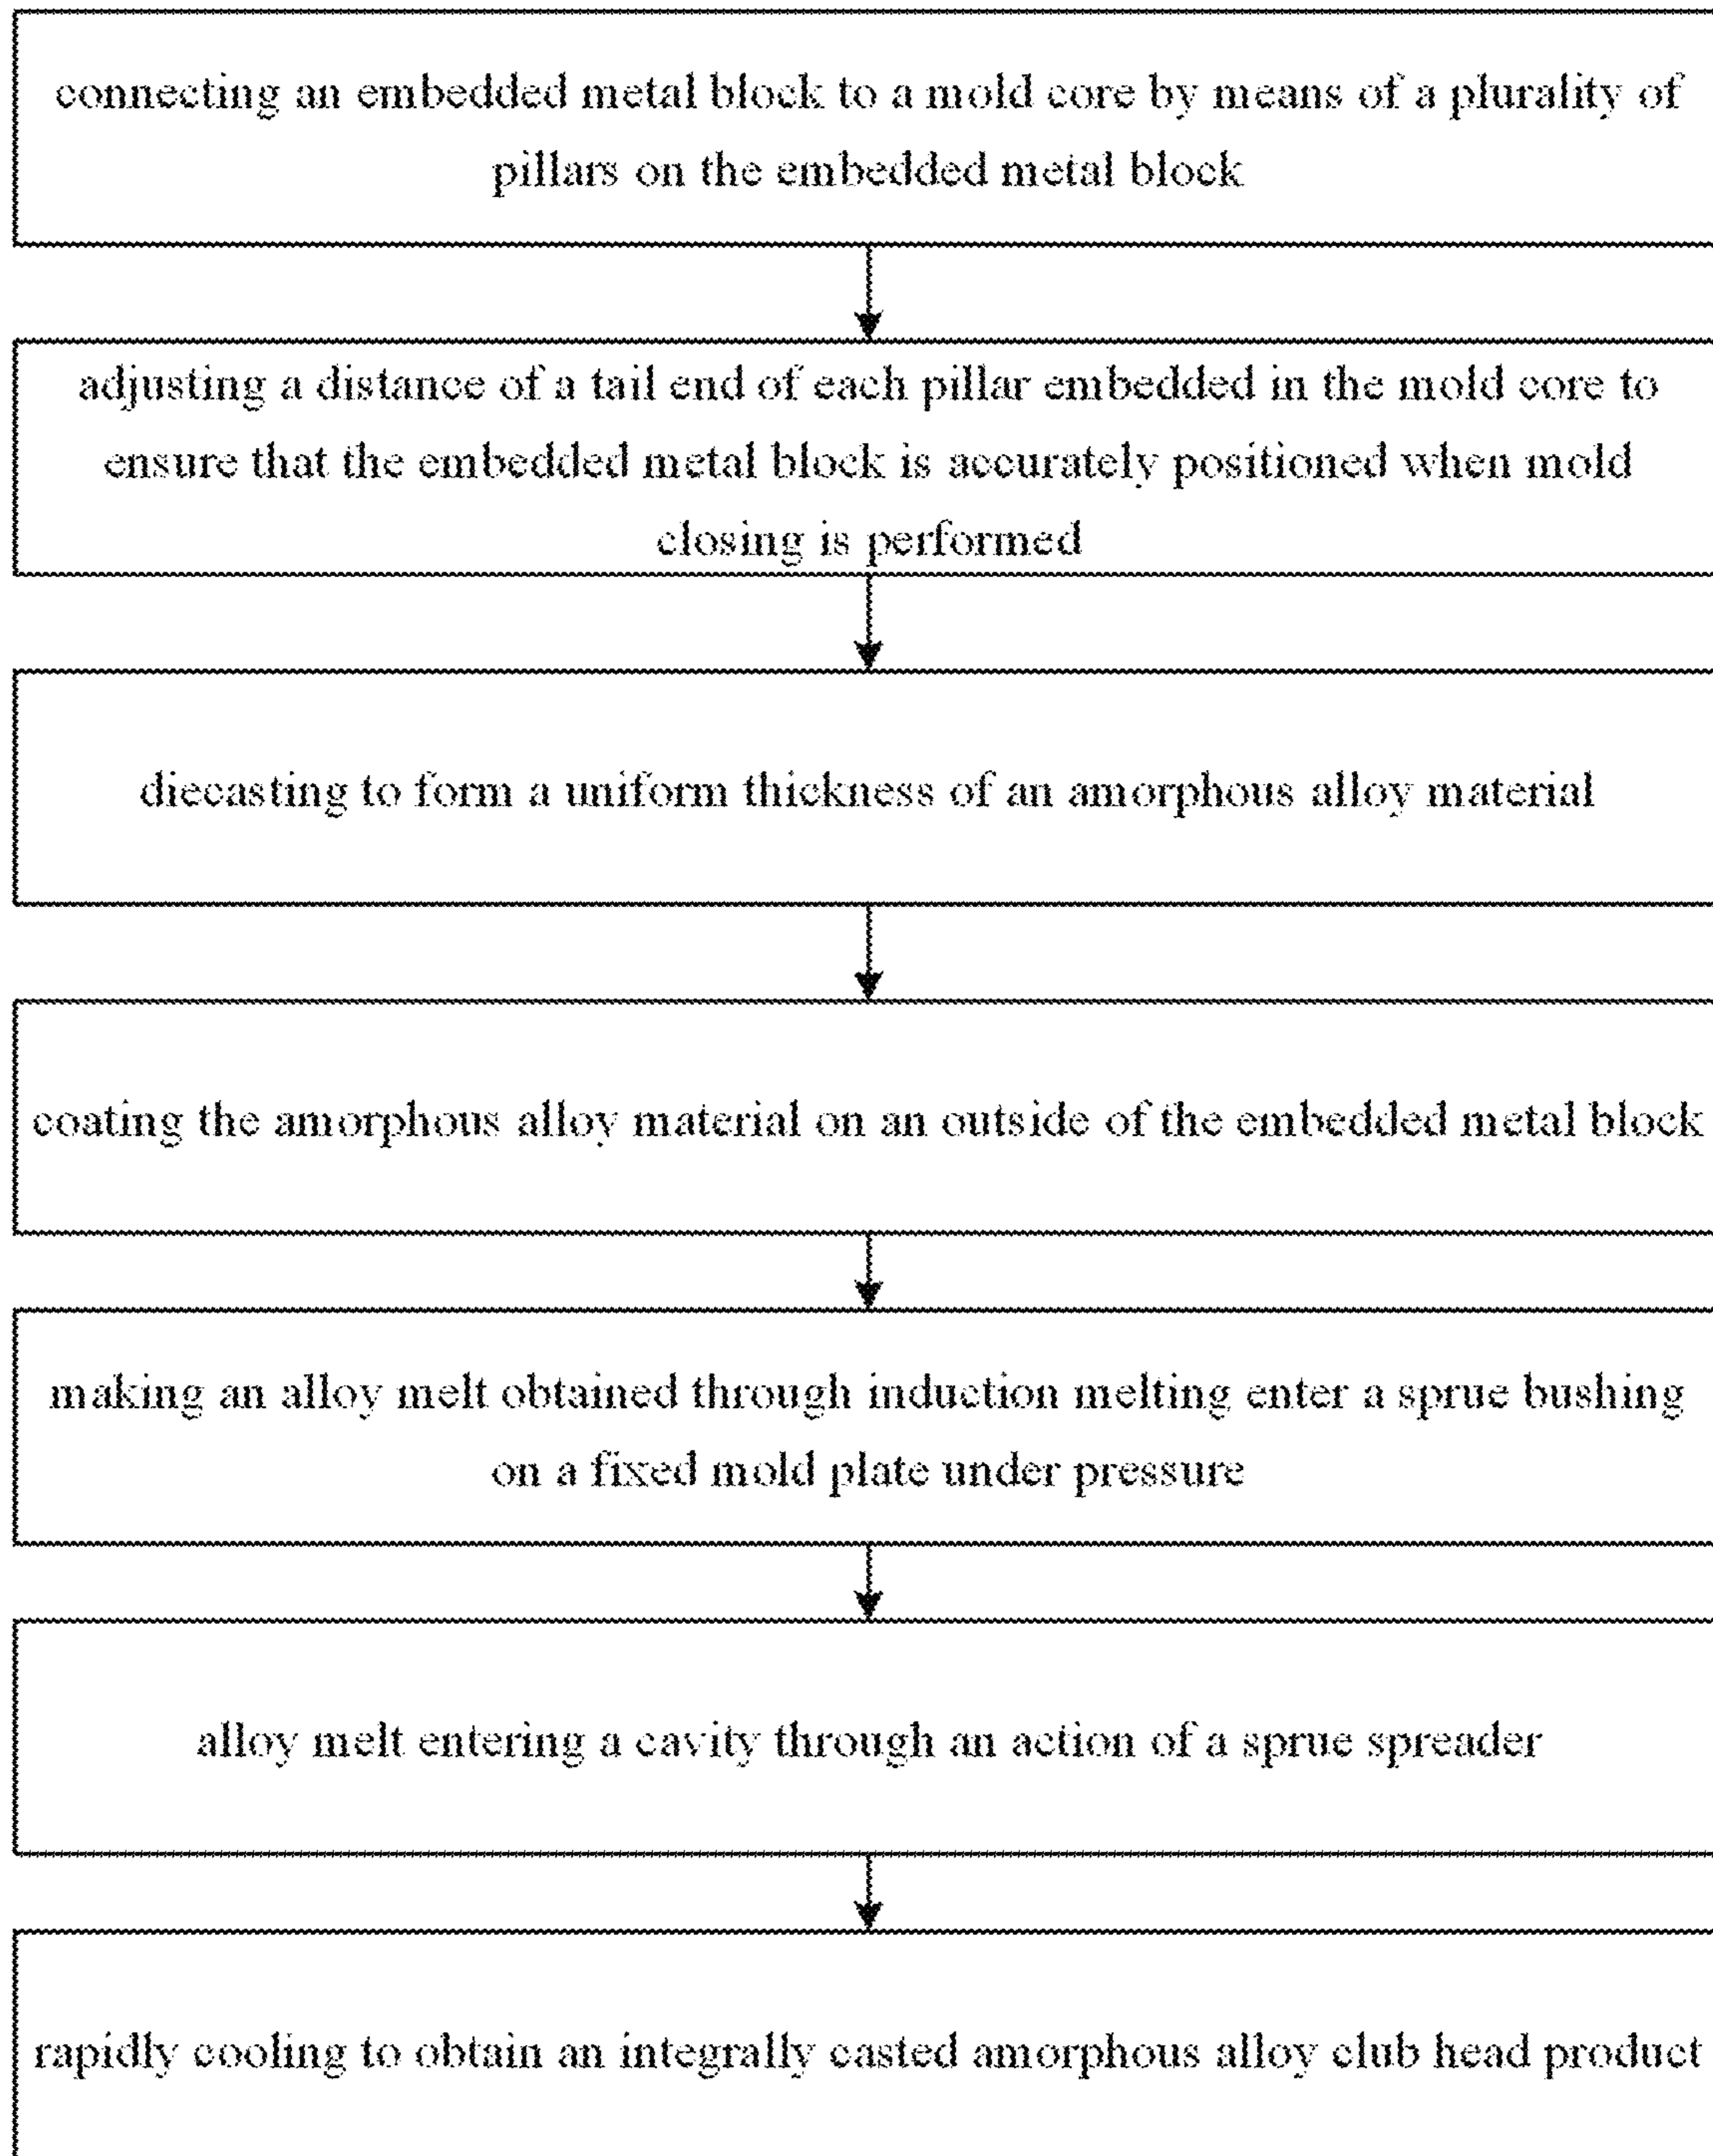 connecting an embedded metal block to a mold core by means of a plurality of
pillars on the embedded metal block
adjusting a distance of a tail end of each pillar embedded in the mold core to
ensure that the embedded metal block is accurately positioned when mold
closing is performed
diecasting to form a uniform thickness of an amorphous alloy material
coating the amorphous alloy material on an outside of the embedded metal block
making an alloy melt obtained through induction melting enter a sprue bushing
on a fixed mold plate under pressure
alloy melt entering a cavity through an action of a sprue spreader
rapidly cooling to obtain an integrally casted amorphous alloy club head product